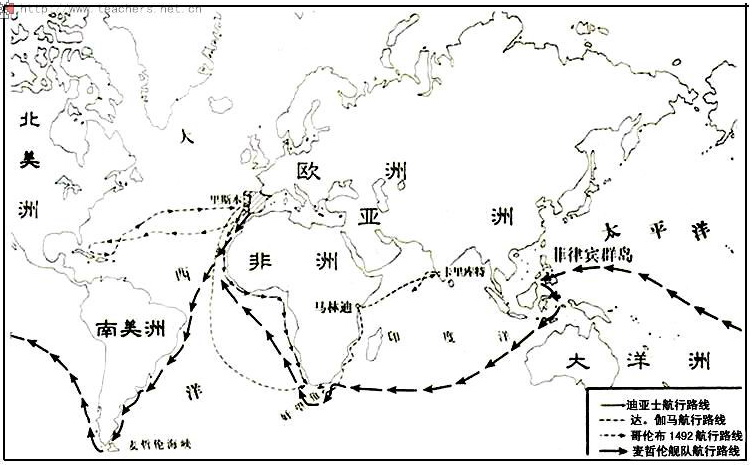 http://www.teachers.net.cn
北美洲
大
欧洲
里斯本
亚洲
太平洋
菲律宾群岛
西
非洲
卡里库特
马林迪
南美洲
印度洋
大洋洲
洋
好望角
麦哲伦海峡
迪亚士航行路线
达。伽马航行路线
哥伦布1492航行路线
麦哲伦舰队航行路线